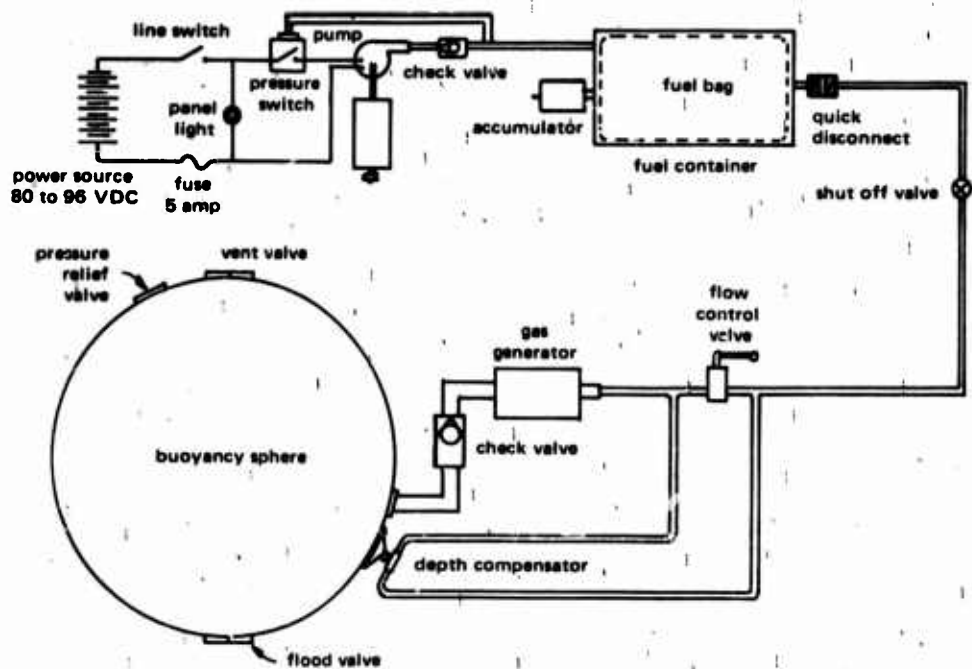 line switch
pump
pressure
switch
check valve
panel
light
accumulator
fuel bag
quick
disconnect
fuel container
power source
80 to 96 VDC
fuse
5 amp
shut off valve
pressure
relief
valve
vent valve
flow
control
valve
gas
generator
buoyancy sphere
check valve
depth compensator
flood valve